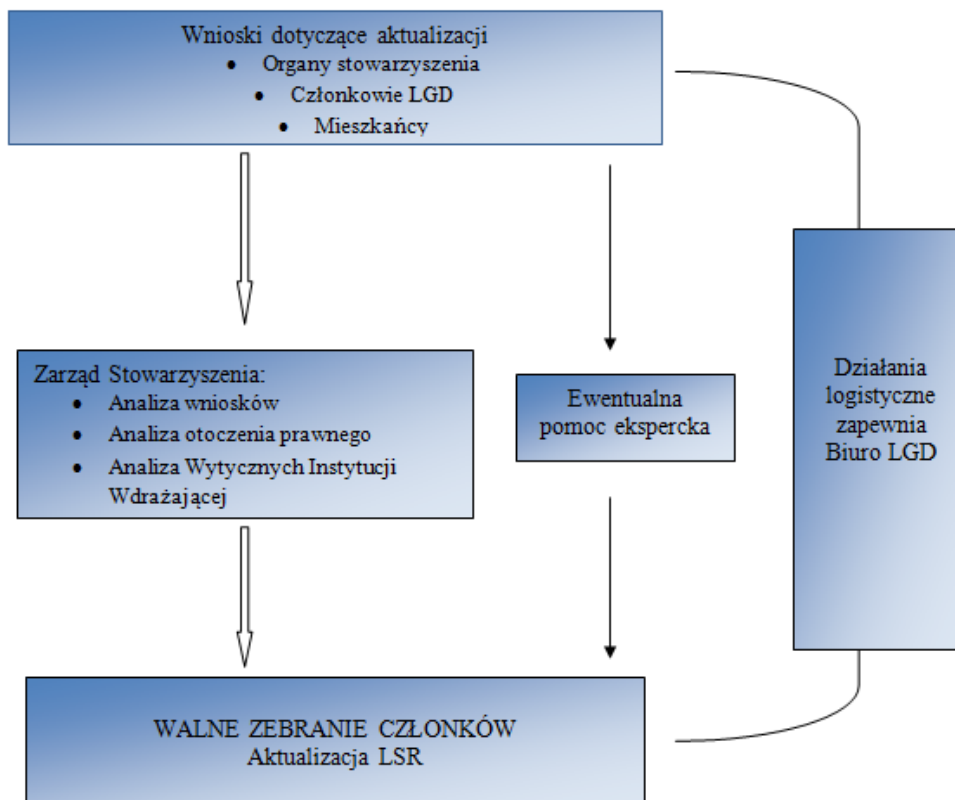 Wnioski dotyczące aktualizacji
• Organy stowarzyszenia
• Członkowie LGD
• Mieszkańcy
Zarząd Stowarzyszenia:
• Analiza wniosków
• Analiza otoczenia prawnego
• Analiza Wytycznych Instytucji
Wdrażającej
Ewentualna
pomoc ekspercka
Działania
logistyczne
zapewnia
Biuro LGD
WALNE ZEBRANIE CZŁONKÓW
Aktualizacja LSR